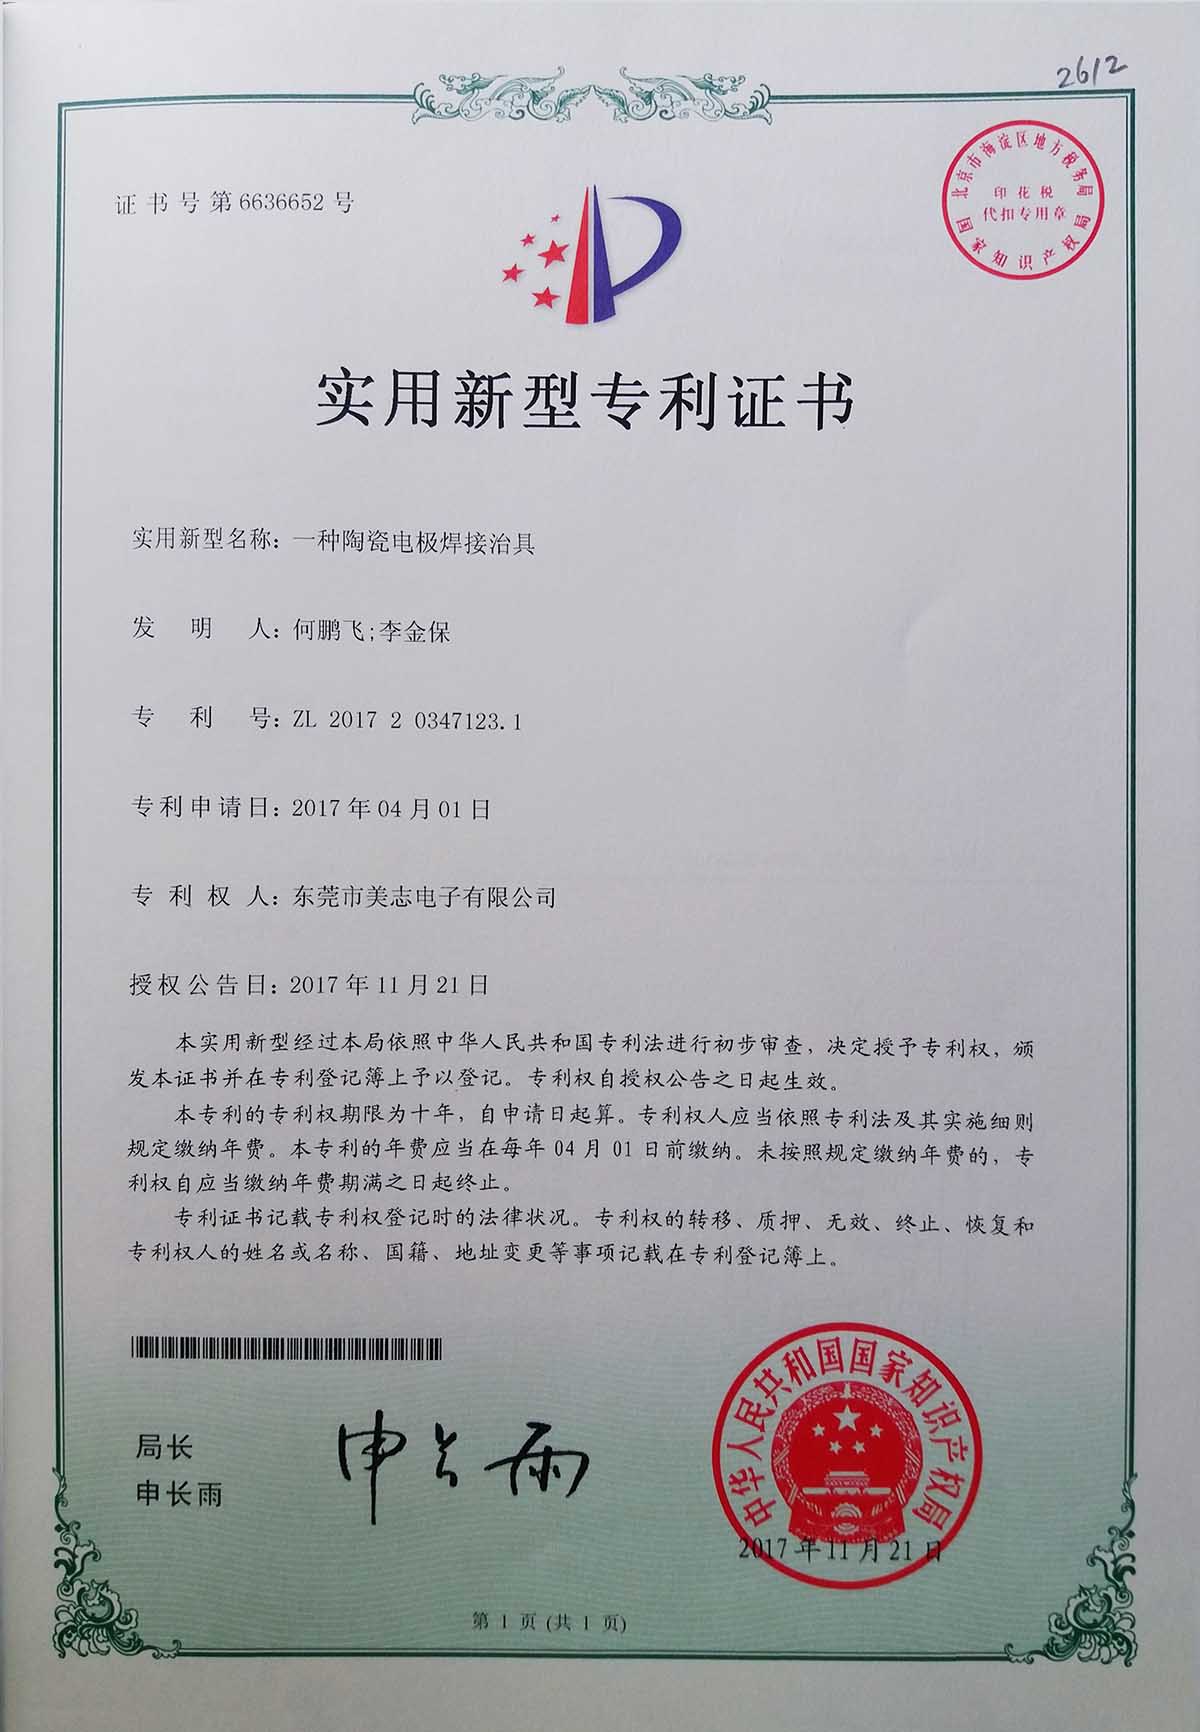 2612
证书号第6636652号
北京市海淀区地方税务局
印花税
代扣专用章
国家知识产权局
实用新型专利证书
实用新型名称：一种陶瓷电极焊接治具
发明人：何鹏飞;李金保
专利号：ZL 2017 2 0347123.1
专利申请日：2017年04月01日
专利权人：东莞市美志电子有限公司
授权公告日：2017年11月21日
本实用新型经过本局依照中华人民共和国专利法进行初步审查，决定授予专利权，颁
发本证书并在专利登记簿上予以登记。专利权自授权公告之日起生效。
本专利的专利权期限为十年，自申请日起算。专利权人应当依照专利法及其实施细则
规定缴纳年费。本专利的年费应当在每年04月01日前缴纳。未按照规定缴纳年费的，专
利权自应当缴纳年费期满之日起终止。
专利证书记载专利权登记时的法律状况。专利权的转移、质押、无效、终止、恢复和
专利权人的姓名或名称、国籍、地址变更等事项记载在专利登记簿上。
局长
申长雨
申长雨
中华人民共和国国家知识产权局
2017年11月21日
第1页(共1页)